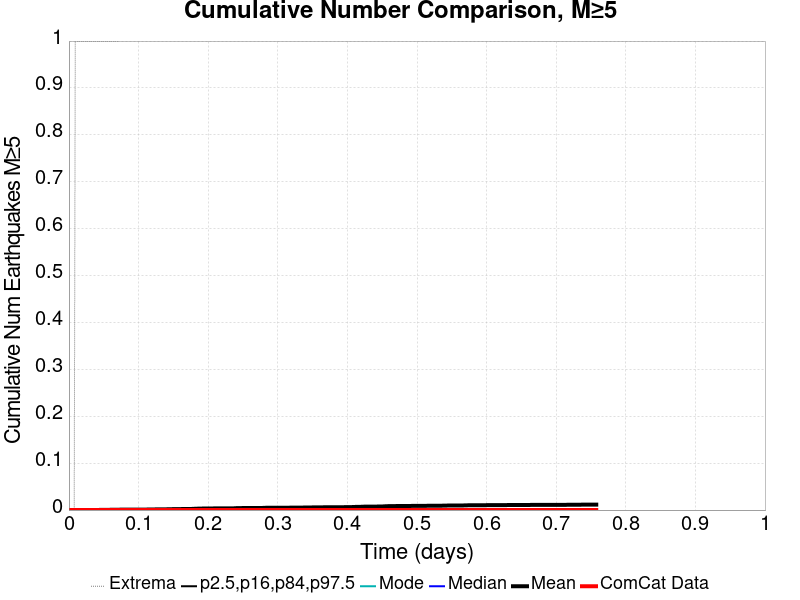 Cumulative Number Comparison, M≥5
Cumulative Num Earthquakes M≥5
1
0.9
0.8
0.7
0.6
0.5
0.4
0.3
0.2
0.1
0
0 0.1 0.2 0.3 0.4 0.5 0.6 0.7 0.8 0.9 1
Time (days)
Extrema p2.5,p16,p84,p97.5 Mode Median Mean ComCat Data